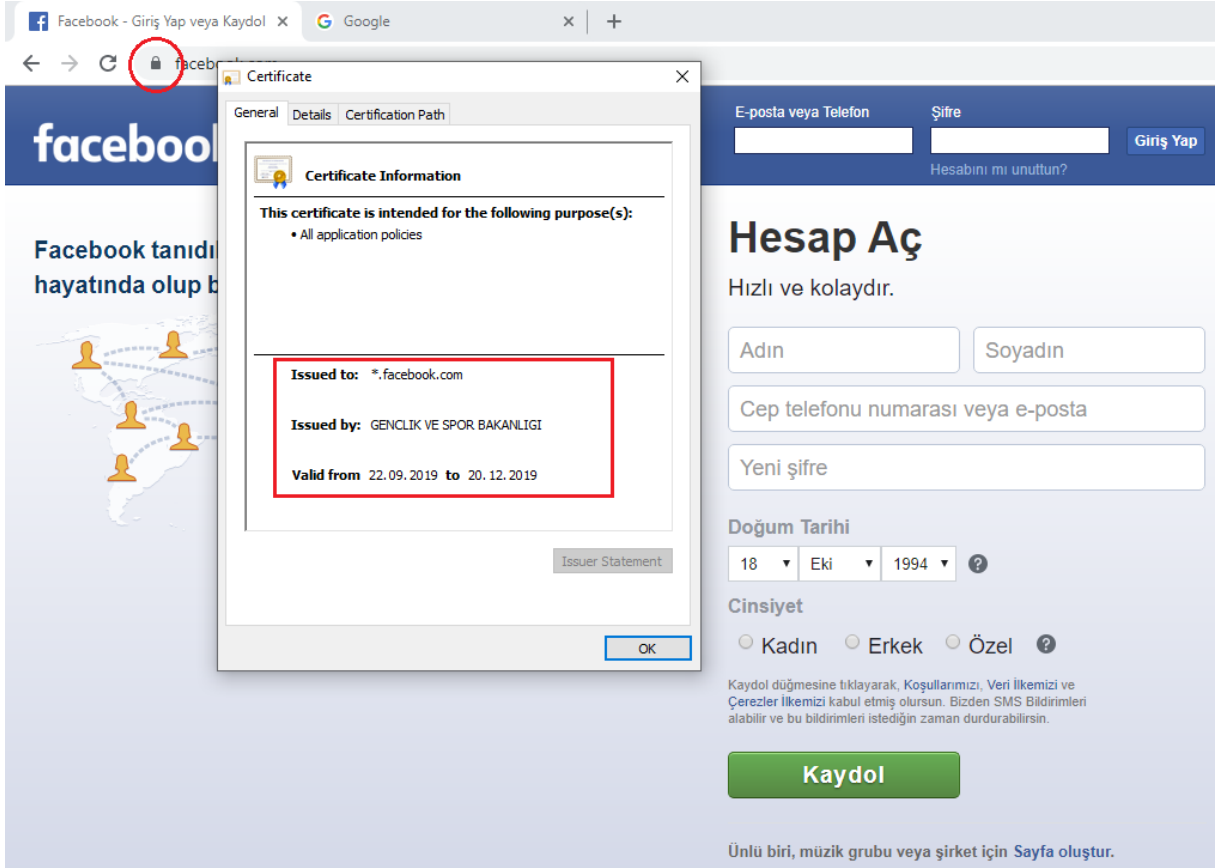 Facebook - Giriş Yap veya Kaydol
Google
Certificate
General Details Certification Path
Certificate Information
This certificate is intended for the following purpose(s):
• All application policies
Issued to: *.facebook.com
Issued by: GENCLIK VE SPOR BAKANLIGI
Valid from 22.09.2019 to 20.12.2019
Issuer Statement
OK
E-posta veya Telefon Şifre
Giriş Yap
Hesabını mı unuttun?
Facebook
hayatında olup
Hesap Aç
Hızlı ve kolaydır.
Adın Soyadın
Cep telefonu numarası veya e-posta
Yeni şifre
Doğum Tarihi
18 Eki 1994
Cinsiyet
Kadın Erkek Özel
Kaydol düğmesine tıklayarak, Koşullarımızı, Veri İlkemizi ve
Çerezler İlkemizi kabul etmiş olursun. Bizden SMS Bildirimleri
alabilir ve bu bildirimleri istediğin zaman durdurabilirsin.
Kaydol
Ünlü biri, müzik grubu veya şirket için Sayfa oluştur.